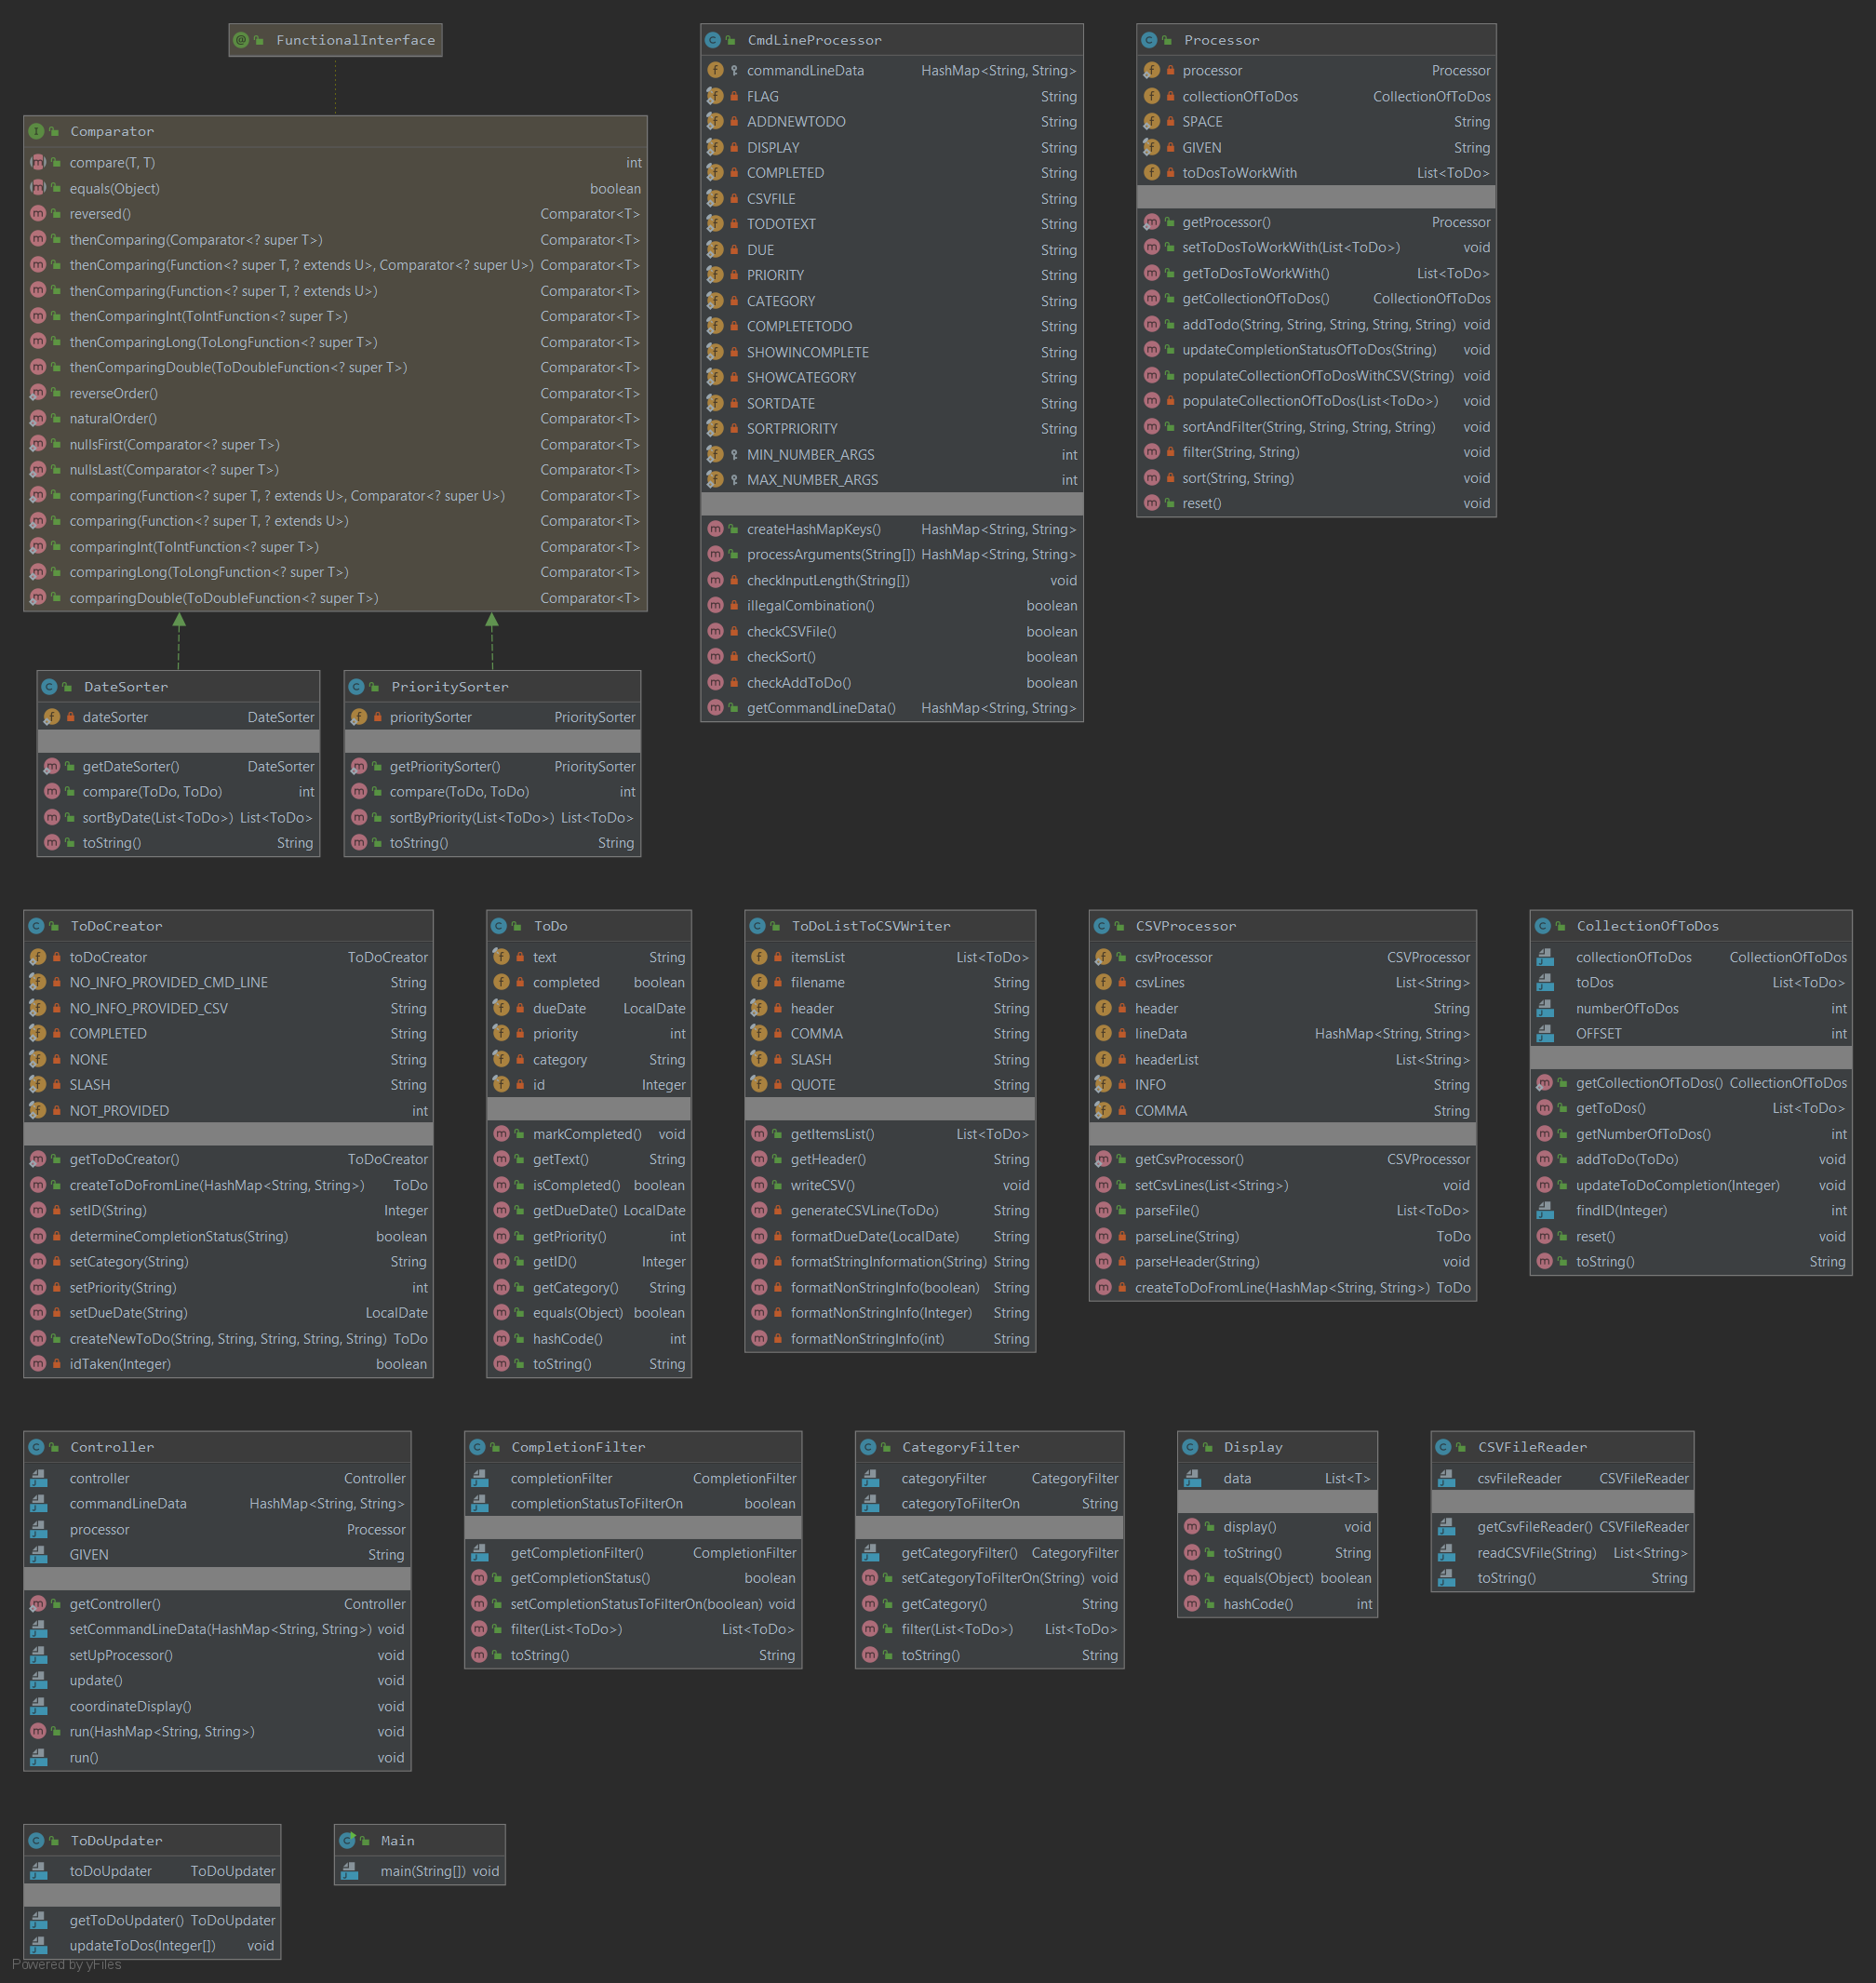 FunctionalInterface
Comparator
compare(T, T) int
equals(Object) boolean
reversed() Comparator<T>
thenComparing(Comparator<? super T>) Comparator<T>
thenComparing(Function<? super T, ? extends U>, Comparator<? super U>) Comparator<T>
thenComparing(Function<? super T, ? extends U>) Comparator<T>
thenComparingInt(ToIntFunction<? super T>) Comparator<T>
thenComparingLong(ToLongFunction<? super T>) Comparator<T>
thenComparingDouble(ToDoubleFunction<? super T>) Comparator<T>
reverseOrder() Comparator<T>
naturalOrder() Comparator<T>
nullsFirst(Comparator<? super T>) Comparator<T>
nullsLast(Comparator<? super T>) Comparator<T>
comparing(Function<? super T, ? extends U>, Comparator<? super U>) Comparator<T>
comparing(Function<? super T, ? extends U>) Comparator<T>
comparingInt(ToIntFunction<? super T>) Comparator<T>
comparingLong(ToLongFunction<? super T>) Comparator<T>
comparingDouble(ToDoubleFunction<? super T>) Comparator<T>
DateSorter
dateSorter DateSorter
getDateSorter() DateSorter
compare(ToDo, ToDo) int
sortByDate(List<ToDo>) List<ToDo>
toString() String
PrioritySorter
prioritySorter PrioritySorter
getPrioritySorter() PrioritySorter
compare(ToDo, ToDo) int
sortByPriority(List<ToDo>) List<ToDo>
toString() String
CmdLineProcessor
commandLineData HashMap<String, String>
FLAG String
ADDNEWTODO String
DISPLAY String
COMPLETED String
CSVFILE String
TODOTEXT String
DUE String
PRIORITY String
CATEGORY String
COMPLETETODO String
SHOWINCOMPLETE String
SHOWCATEGORY String
SORTDATE String
SORTPRIORITY String
MIN_NUMBER_ARGS int
MAX_NUMBER_ARGS int
createHashMapKeys() HashMap<String, String>
processArguments(String[]) HashMap<String, String>
checkInputLength(String[]) void
illegalCombination() boolean
checkCSVFile() boolean
checkSort() boolean
checkAddToDo() boolean
getCommandLineData() HashMap<String, String>
Processor
processor Processor
collectionOfToDos CollectionOfToDos
SPACE String
GIVEN String
toDosToWorkWith List<ToDo>
getProcessor() Processor
setToDosToWorkWith(List<ToDo>) void
getToDosToWorkWith() List<ToDo>
getCollectionOfToDos() CollectionOfToDos
addTodo(String, String, String, String, String) void
updateCompletionStatusOfToDos(String) void
populateCollectionOfToDosWithCSV(String) void
populateCollectionOfToDos(List<ToDo>) void
sortAndFilter(String, String, String, String) void
filter(String, String) void
sort(String, String) void
reset() void
ToDoCreator
toDoCreator ToDoCreator
NO_INFO_PROVIDED_CMD_LINE String
NO_INFO_PROVIDED_CSV String
COMPLETED String
NONE String
SLASH String
NOT_PROVIDED int
getToDoCreator() ToDoCreator
createToDoFromLine(HashMap<String, String>) ToDo
setID(String) Integer
determineCompletionStatus(String) boolean
setCategory(String) String
setPriority(String) int
setDueDate(String) LocalDate
createNewToDo(String, String, String, String, String) ToDo
idTaken(Integer) boolean
ToDo
text String
completed boolean
dueDate LocalDate
priority int
category String
id Integer
markCompleted() void
getText() String
isCompleted() boolean
getDueDate() LocalDate
getPriority() int
getID() Integer
getCategory() String
equals(Object) boolean
hashCode() int
toString() String
ToDoListToCSVWriter
itemsList List<ToDo>
filename String
header String
COMMA String
SLASH String
QUOTE String
getItemsList() List<ToDo>
getHeader() String
writeCSV() void
generateCSVLine(ToDo) String
formatDueDate(LocalDate) String
formatStringInformation(String) String
formatNonStringInfo(boolean) String
formatNonStringInfo(Integer) String
formatNonStringInfo(int) String
CSVProcessor
csvProcessor CSVProcessor
csvLines List<String>
header String
lineData HashMap<String, String>
headerList List<String>
INFO String
COMMA String
getCsvProcessor() CSVProcessor
setCsvLines(List<String>) void
parseFile() List<ToDo>
parseLine(String) ToDo
parseHeader(String) void
createToDoFromLine(HashMap<String, String>) ToDo
CollectionOfToDos
collectionOfToDos CollectionOfToDos
toDos List<ToDo>
numberOfToDos int
OFFSET int
getCollectionOfToDos() CollectionOfToDos
getToDos() List<ToDo>
getNumberOfToDos() int
addToDo(ToDo) void
updateToDoCompletion(Integer) void
findID(Integer) int
reset() void
toString() String
Controller
controller Controller
commandLineData HashMap<String, String>
processor Processor
GIVEN String
getController() Controller
setCommandLineData(HashMap<String, String>) void
setUpProcessor() void
update() void
coordinateDisplay() void
run(HashMap<String, String>) void
run() void
CompletionFilter
completionFilter CompletionFilter
completionStatusToFilterOn boolean
getCompletionFilter() CompletionFilter
getCompletionStatus() boolean
setCompletionStatusToFilterOn(boolean) void
filter(List<ToDo>) List<ToDo>
toString() String
CategoryFilter
categoryFilter CategoryFilter
categoryToFilterOn String
getCategoryFilter() CategoryFilter
setCategoryToFilterOn(String) void
getCategory() String
filter(List<ToDo>) List<ToDo>
toString() String
Display
data List<T>
display() void
toString() String
equals(Object) boolean
hashCode() int
CSVFileReader
csvFileReader CSVFileReader
getCsvFileReader() CSVFileReader
readCSVFile(String) List<String>
toString() String
ToDoUpdater
toDoUpdater ToDoUpdater
getToDoUpdater() ToDoUpdater
updateToDos(Integer[]) void
Main
main(String[]) void
Powered by yFiles